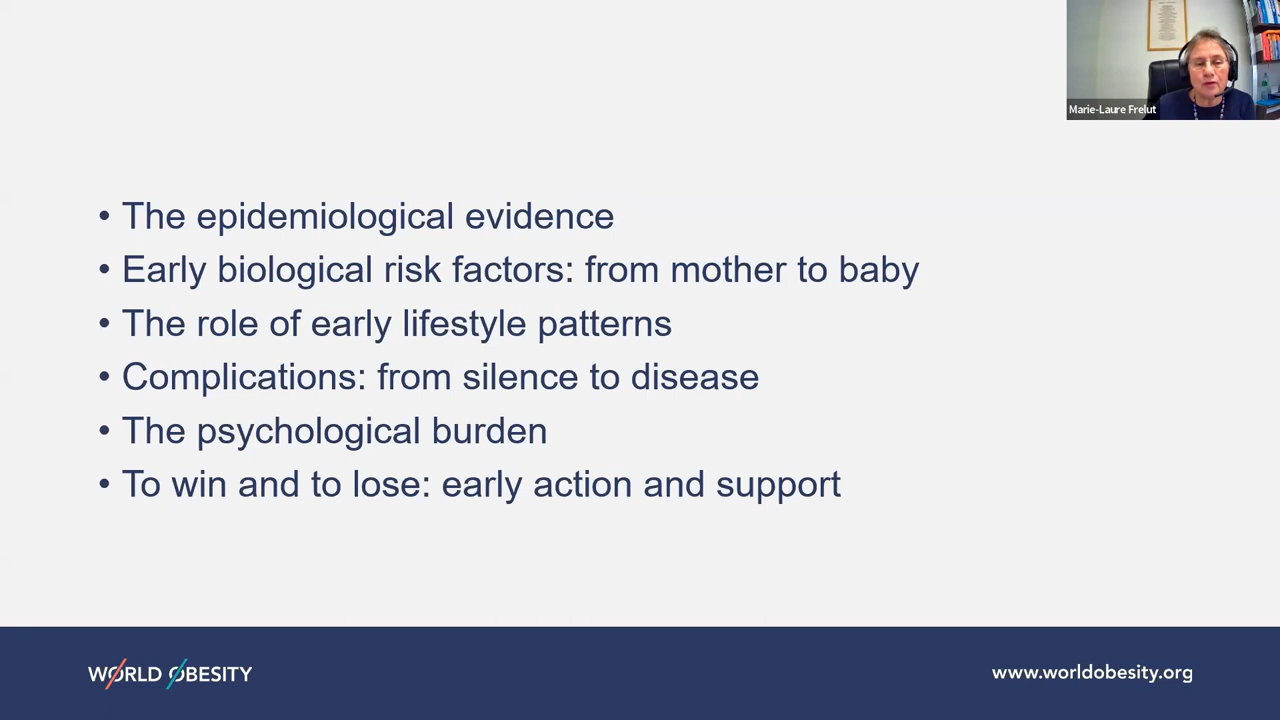 Marie-Laure Frelut
• The epidemiological evidence
• Early biological risk factors: from mother to baby
• The role of early lifestyle patterns
• Complications: from silence to disease
• The psychological burden
• To win and to lose: early action and support
WORLD OBESITY
www.worldobesity.org